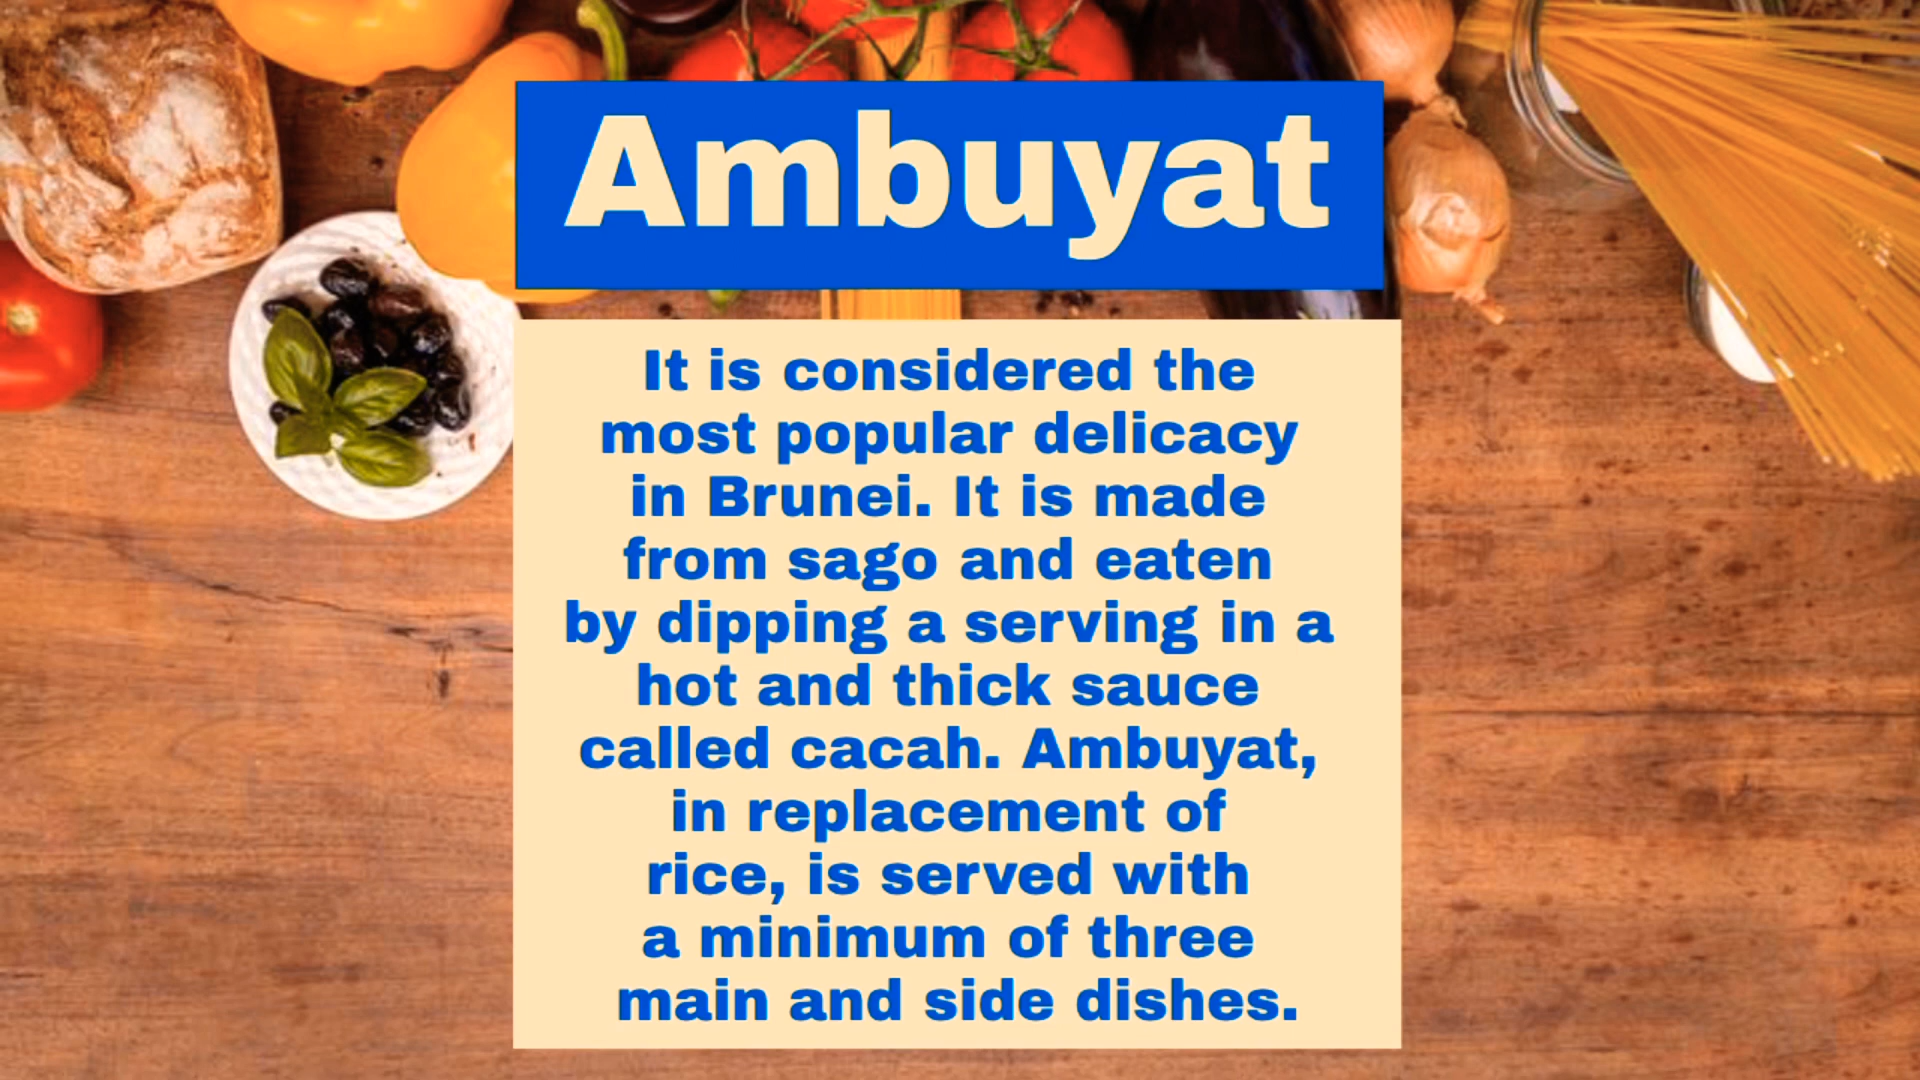 Ambuyat
It is considered the
most popular delicacy
in Brunei. It is made
from sago and eaten
by dipping a serving in a
hot and thick sauce
called cacah. Ambuyat,
in replacement of
rice, is served with
a minimum of three
main and side dishes.